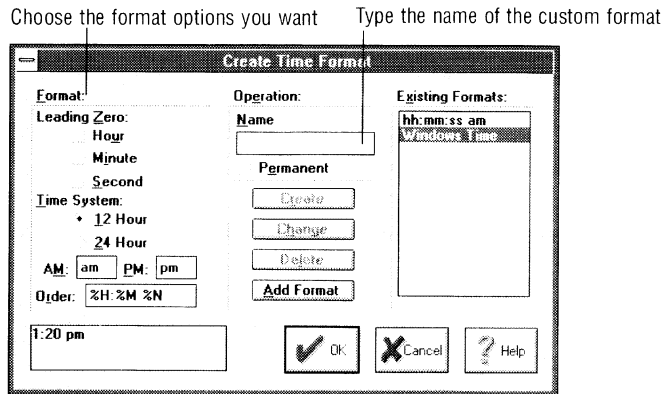 Choose the format options you want
Type the name of the custom format
Create Time Format
Format:
Leading Zero:
Hour
Minute
Second
Time System:
12 Hour
24 Hour
AM: am PM: pm
Order: %H:%M %N
1:20 pm
Operation:
Name
Permanent
Create
Change
Delete
Add Format
Existing Formats:
hh:mm:ss am
Windows Time
OK
Cancel
? Help